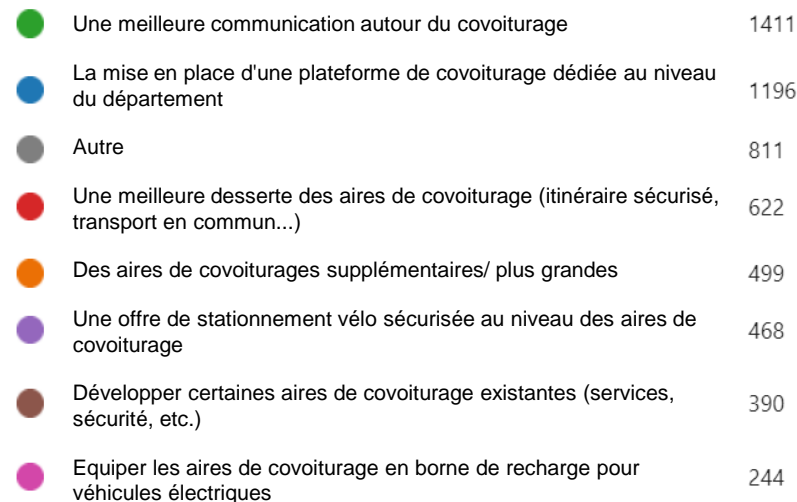 Une meilleure communication autour du covoiturage 1411
La mise en place d'une plateforme de covoiturage dédiée au niveau
du département 1196
Autre 811
Une meilleure desserte des aires de covoiturage (itinéraire sécurisé,
transport en commun...) 622
Des aires de covoiturages supplémentaires/ plus grandes 499
Une offre de stationnement vélo sécurisée au niveau des aires de
covoiturage 468
Développer certaines aires de covoiturage existantes (services,
sécurité, etc.) 390
Equiper les aires de covoiturage en borne de recharge pour
véhicules électriques 244